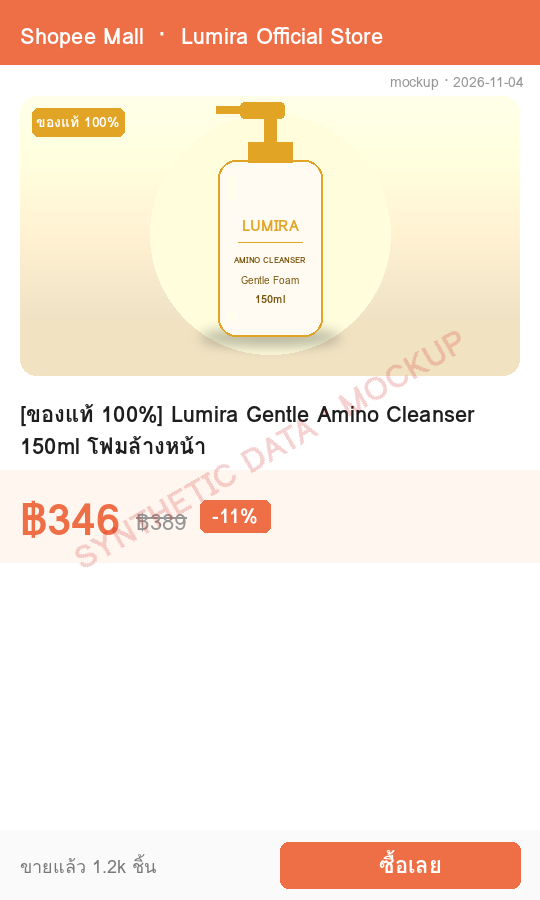 Shopee Mall · Lumira Official Store
mockup · 2026-11-04
ของแท้ 100%
LUMIRA
AMINO CLEANSER
Gentle Foam
150ml
[ของแท้ 100%] Lumira Gentle Amino Cleanser
150ml โฟมล้างหน้า
฿346 ฿389 -11%
SYNTHETIC DATA · MOCKUP
ขายแล้ว 1.2k ชิ้น
ซื้อเลย